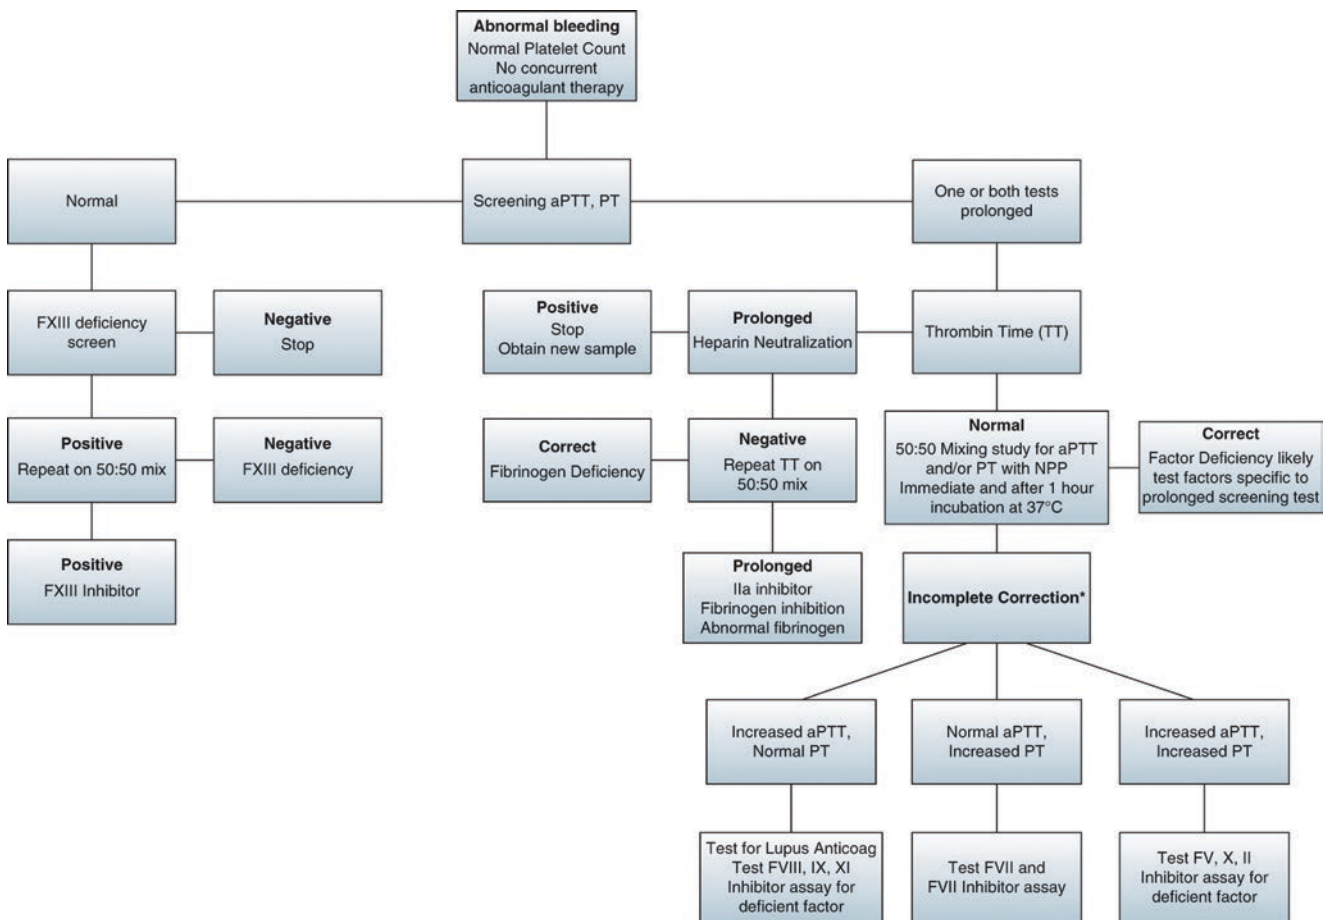 Abnormal bleeding
Normal Platelet Count
No concurrent
anticoagulant therapy
Normal
Screening aPTT, PT
One or both tests
prolonged
FXIII deficiency
screen
Negative
Stop
Positive
Stop
Obtain new sample
Prolonged
Heparin Neutralization
Thrombin Time (TT)
Positive
Repeat on 50:50 mix
Negative
FXIII deficiency
Correct
Fibrinogen Deficiency
Negative
Repeat TT on
50:50 mix
Normal
50:50 Mixing study for aPTT
and/or PT with NPP
Immediate and after 1 hour
incubation at 37°C
Correct
Factor Deficiency likely
test factors specific to
prolonged screening test
Positive
FXIII Inhibitor
Prolonged
IIa inhibitor
Fibrinogen inhibition
Abnormal fibrinogen
Incomplete Correction*
Increased aPTT,
Normal PT
Normal aPTT,
Increased PT
Increased aPTT,
Increased PT
Test for Lupus Anticoag
Test FVIII, IX, XI
Inhibitor assay for
deficient factor
Test FVII and
FVII Inhibitor assay
Test FV, X, II
Inhibitor assay for
deficient factor